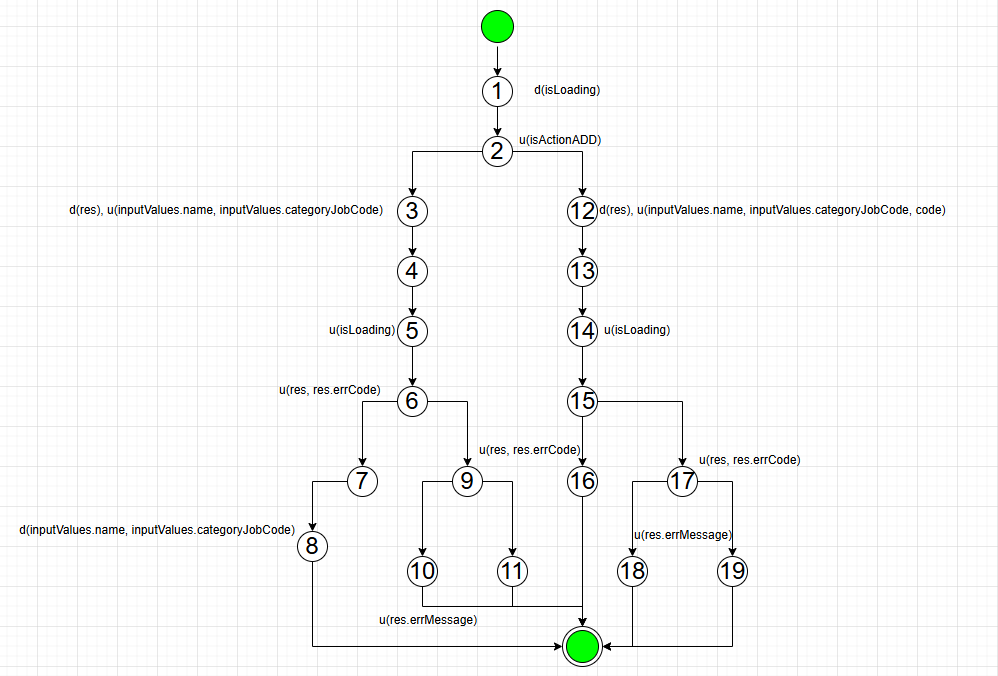 1
d(isLoading)
u(isActionADD)
2
d(res), u(inputValues.name, inputValues.categoryJobCode)
3
12
d(res), u(inputValues.name, inputValues.categoryJobCode, code)
4
13
u(isLoading)
5
14
u(isLoading)
u(res, res.errCode)
6
15
u(res, res.errCode)
u(res, res.errCode)
7
9
16
17
d(inputValues.name, inputValues.categoryJobCode)
u(res.errMessage)
8
10
11
18
19
u(res.errMessage)